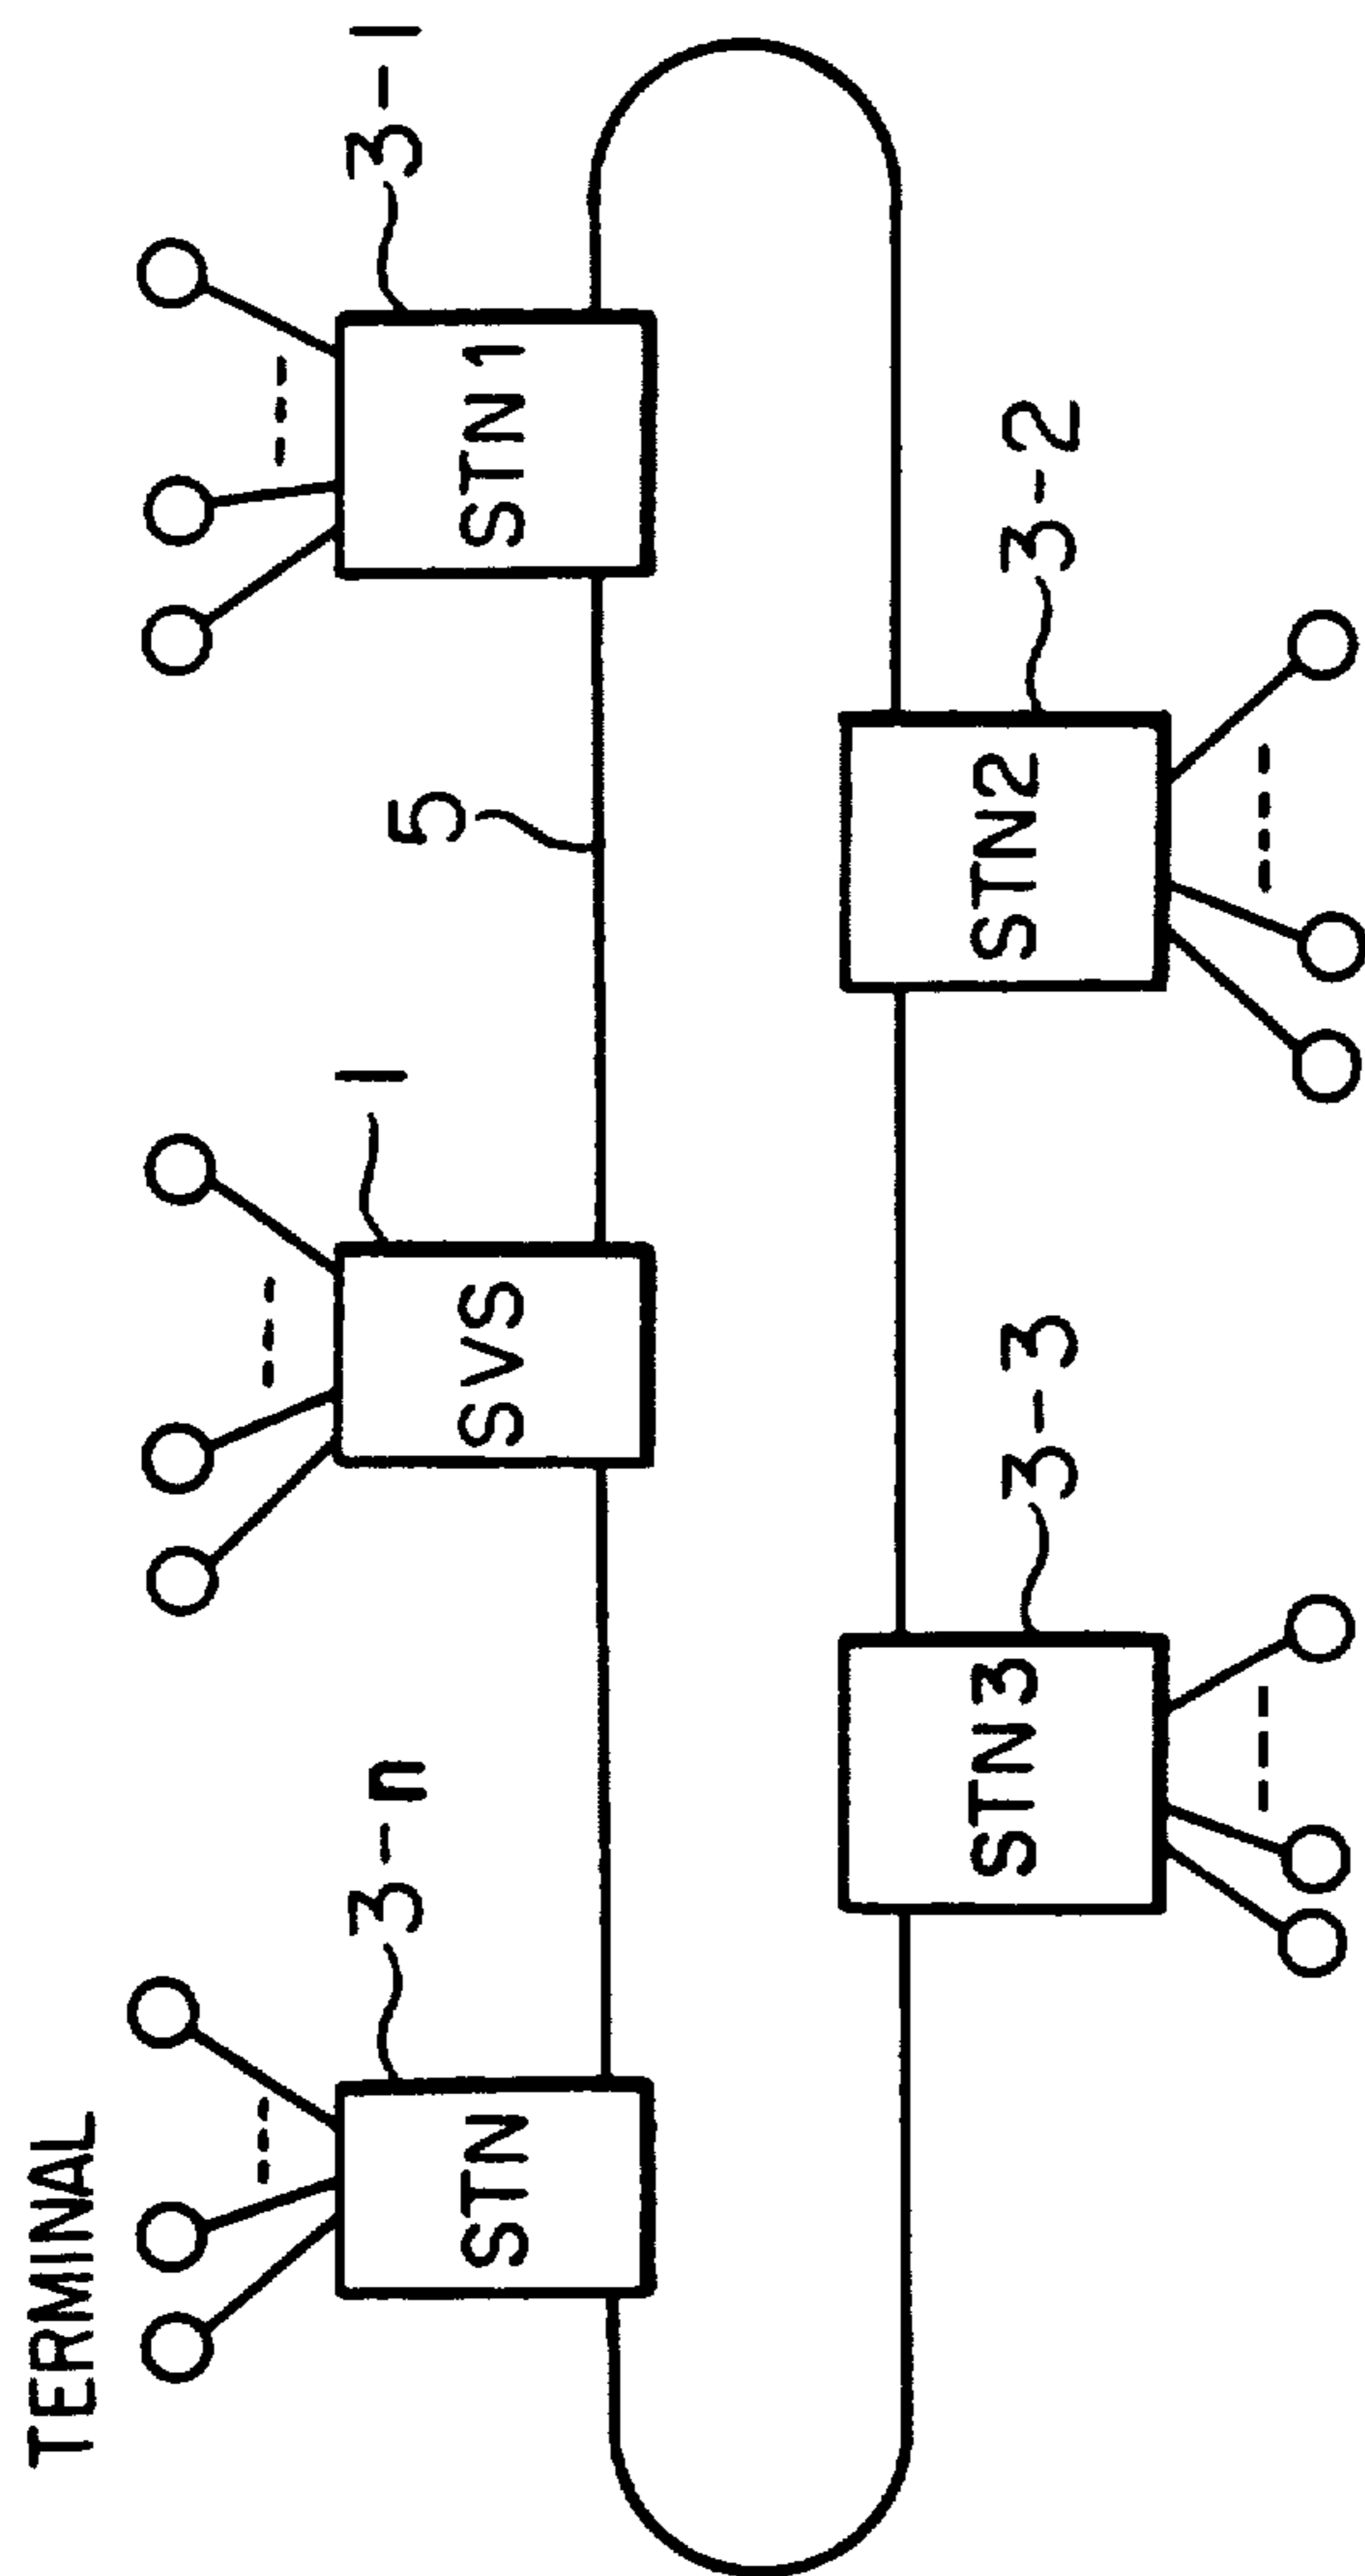 TERMINAL
3-n
1
5
3-1
STN
SVS
STN1
3-3
3-2
STN3
STN2